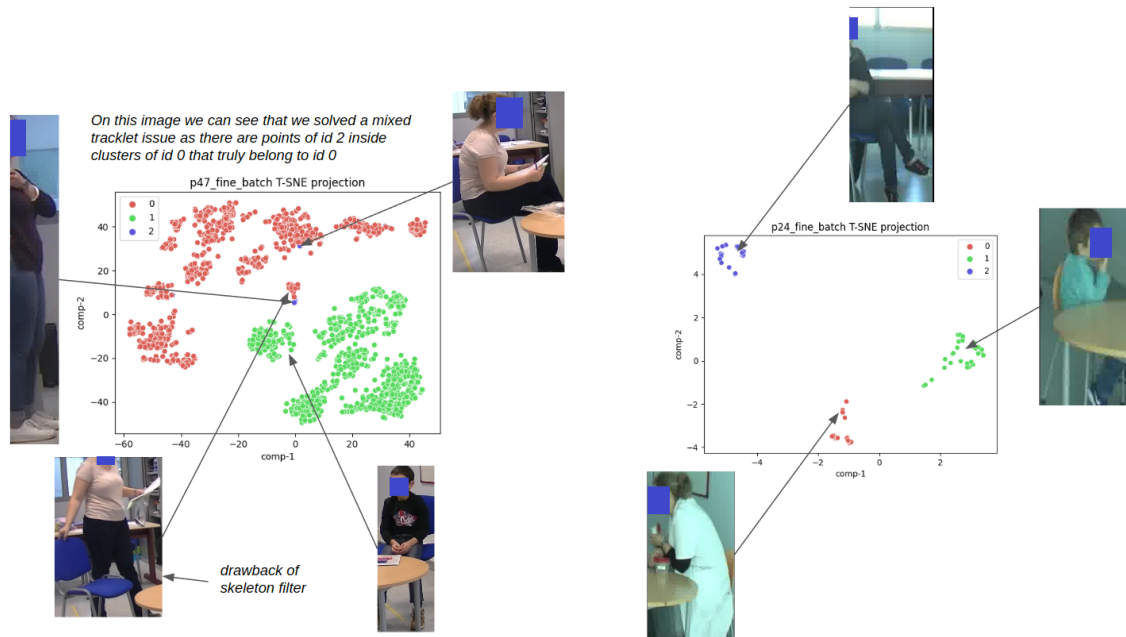 On this image we can see that we solved a mixed
tracklet issue as there are points of id 2 inside
clusters of id 0 that truly belong to id 0
p47_fine_batch T-SNE projection
0
1
2
40
20
0
−20
−40
comp-2
−60
−40
−20
0
20
40
comp-1
drawback of
skeleton filter
p24_fine_batch T-SNE projection
0
1
2
4
2
0
−2
−4
comp-2
−4
−2
0
2
comp-1